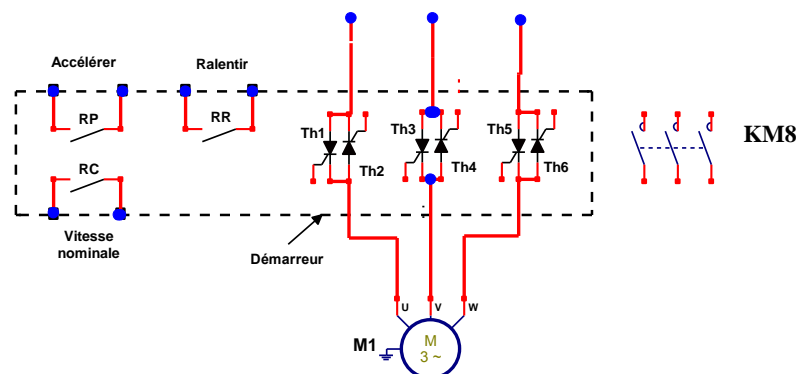 Accélérer
Ralentir
RP
RR
Th1
Th3
Th5
KM8
Th2
Th4
Th6
RC
Vitesse
nominale
Démarreur
U
V
W
M1
M
3 ~